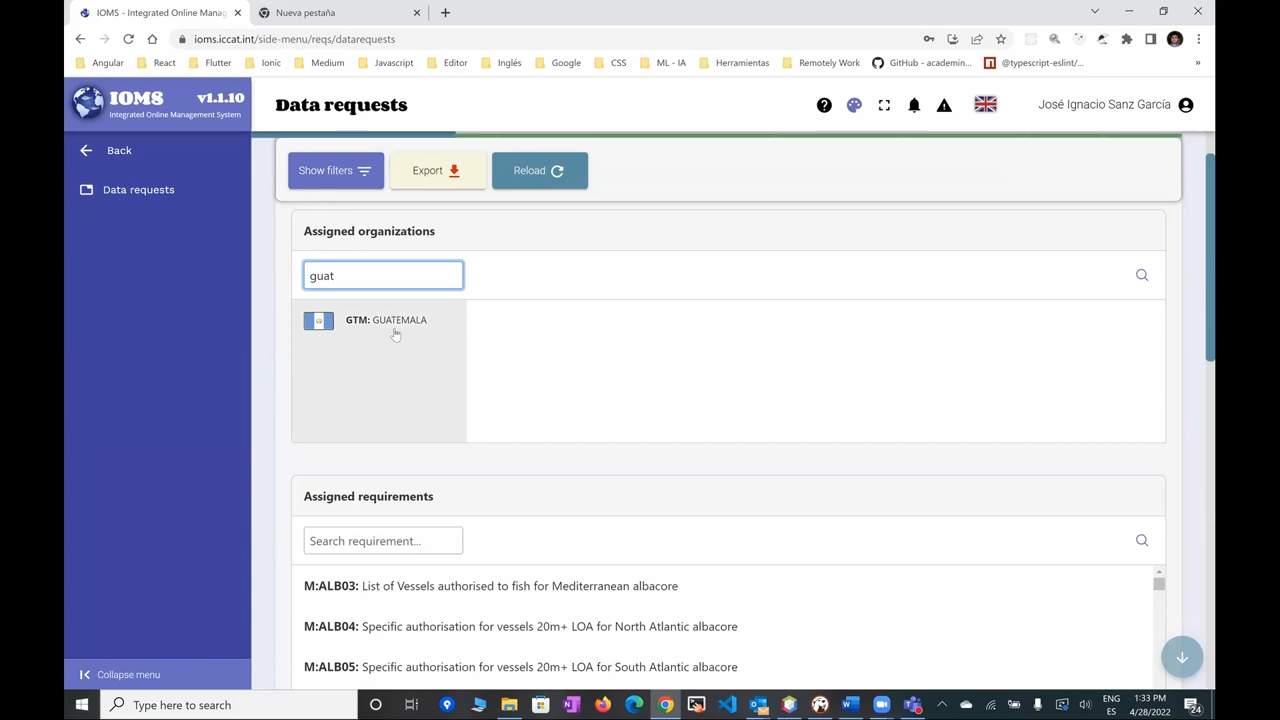 IOMS - Integrated Online Manag
Nueva pestaña
ioms.iccat.int/side-menu/reqs/datarequests
Angular
React
Flutter
Ionic
Medium
Javascript
Editor
Inglés
Google
CSS
ML - IA
Herramientas
Remotely Work
GitHub - academin...
@typescript-eslint/...
»
IOMS v1.1.10
Integrated Online Management System
Data requests
José Ignacio Sanz García
Back
Data requests
Show filters
Export
Reload
Assigned organizations
guat
GTM: GUATEMALA
Assigned requirements
Search requirement...
M:ALB03: List of Vessels authorised to fish for Mediterranean albacore
M:ALB04: Specific authorisation for vessels 20m+ LOA for North Atlantic albacore
M:ALB05: Specific authorisation for vessels 20m+ LOA for South Atlantic albacore
Collapse menu
Type here to search
ENG
ES
1:33 PM
4/28/2022
24